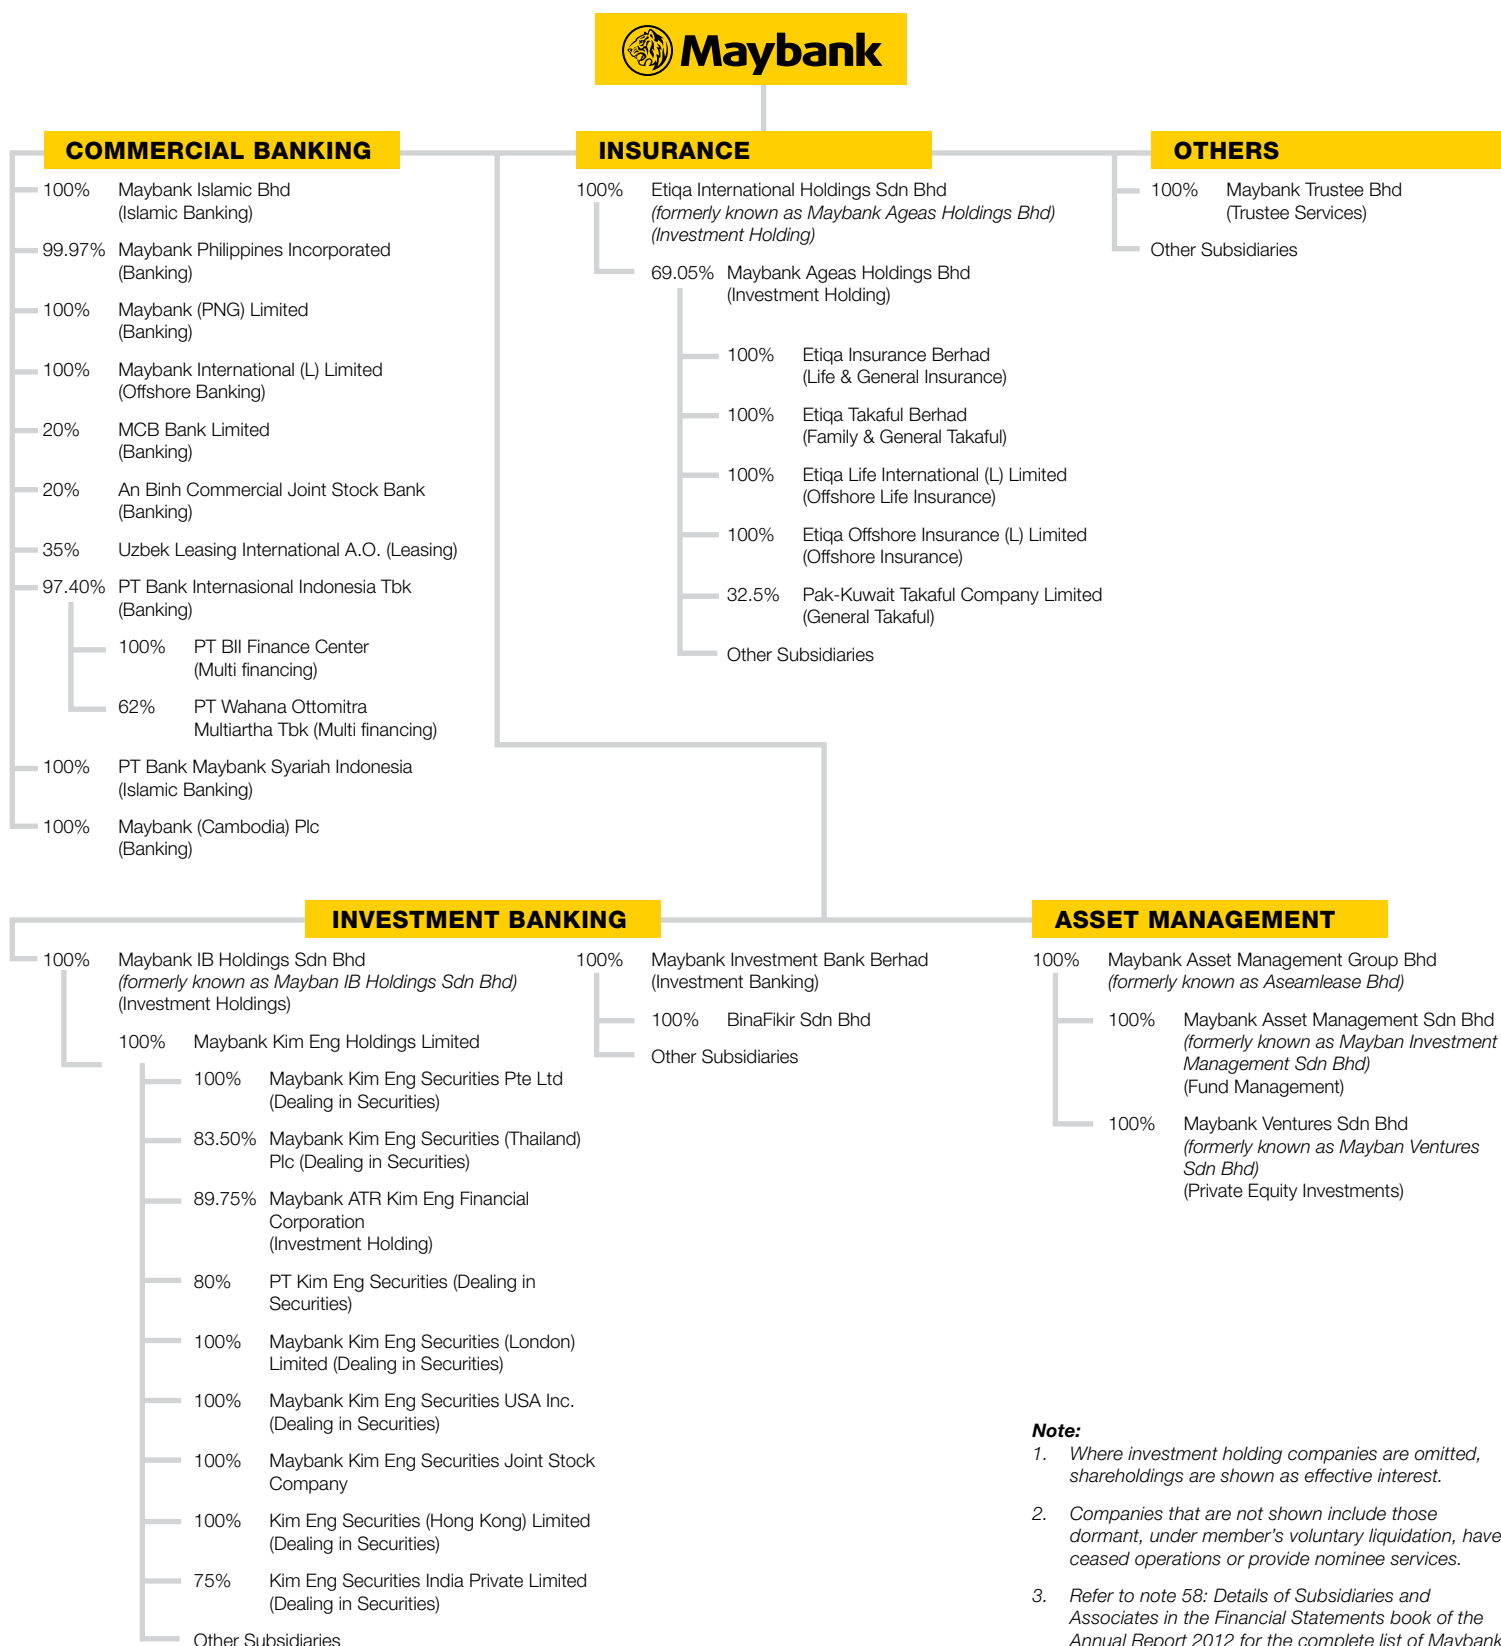 Maybank
COMMERCIAL BANKING
100% Maybank Islamic Bhd
(Islamic Banking)
99.97% Maybank Philippines Incorporated
(Banking)
100% Maybank (PNG) Limited
(Banking)
100% Maybank International (L) Limited
(Offshore Banking)
20% MCB Bank Limited
(Banking)
20% An Binh Commercial Joint Stock Bank
(Banking)
35% Uzbek Leasing International A.O. (Leasing)
97.40% PT Bank Internasional Indonesia Tbk
(Banking)
100% PT BII Finance Center
(Multi financing)
62% PT Wahana Ottomitra
Multiartha Tbk (Multi financing)
100% PT Bank Maybank Syariah Indonesia
(Islamic Banking)
100% Maybank (Cambodia) Plc
(Banking)
INSURANCE
100% Etiqa International Holdings Sdn Bhd
(formerly known as Maybank Ageas Holdings Bhd)
(Investment Holding)
69.05% Maybank Ageas Holdings Bhd
(Investment Holding)
100% Etiqa Insurance Berhad
(Life & General Insurance)
100% Etiqa Takaful Berhad
(Family & General Takaful)
100% Etiqa Life International (L) Limited
(Offshore Life Insurance)
100% Etiqa Offshore Insurance (L) Limited
(Offshore Insurance)
32.5% Pak-Kuwait Takaful Company Limited
(General Takaful)
Other Subsidiaries
OTHERS
100% Maybank Trustee Bhd
(Trustee Services)
Other Subsidiaries
INVESTMENT BANKING
100% Maybank IB Holdings Sdn Bhd
(formerly known as Mayban IB Holdings Sdn Bhd)
(Investment Holdings)
100% Maybank Kim Eng Holdings Limited
100% Maybank Kim Eng Securities Pte Ltd
(Dealing in Securities)
83.50% Maybank Kim Eng Securities (Thailand)
Plc (Dealing in Securities)
89.75% Maybank ATR Kim Eng Financial
Corporation
(Investment Holding)
80% PT Kim Eng Securities (Dealing in
Securities)
100% Maybank Kim Eng Securities (London)
Limited (Dealing in Securities)
100% Maybank Kim Eng Securities USA Inc.
(Dealing in Securities)
100% Maybank Kim Eng Securities Joint Stock
Company
100% Kim Eng Securities (Hong Kong) Limited
(Dealing in Securities)
75% Kim Eng Securities India Private Limited
(Dealing in Securities)
Other Subsidiaries
100% Maybank Investment Bank Berhad
(Investment Banking)
100% BinaFikir Sdn Bhd
Other Subsidiaries
ASSET MANAGEMENT
100% Maybank Asset Management Group Bhd
(formerly known as Aseamlease Bhd)
100% Maybank Asset Management Sdn Bhd
(formerly known as Mayban Investment
Management Sdn Bhd)
(Fund Management)
100% Maybank Ventures Sdn Bhd
(formerly known as Mayban Ventures
Sdn Bhd)
(Private Equity Investments)
Note:
1. Where investment holding companies are omitted,
shareholdings are shown as effective interest.
2. Companies that are not shown include those
dormant, under member's voluntary liquidation, have
ceased operations or provide nominee services.
3. Refer to note 58: Details of Subsidiaries and
Associates in the Financial Statements book of the
Annual Report 2012 for the complete list of Maybank